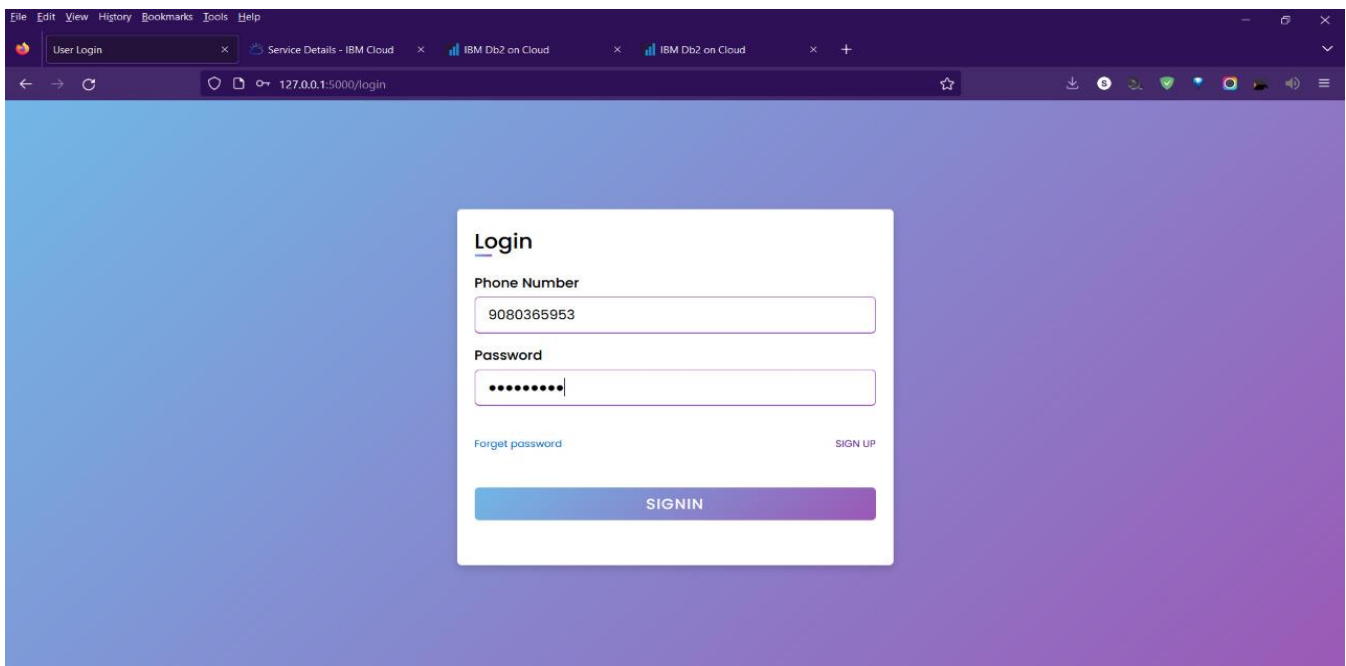 File Edit View History Bookmarks Tools Help
User Login Service Details - IBM Cloud IBM Db2 on Cloud IBM Db2 on Cloud
127.0.0.1:5000/login
Login
Phone Number
9080365953
Password
•••••••••
Forget password SIGN UP
SIGNIN